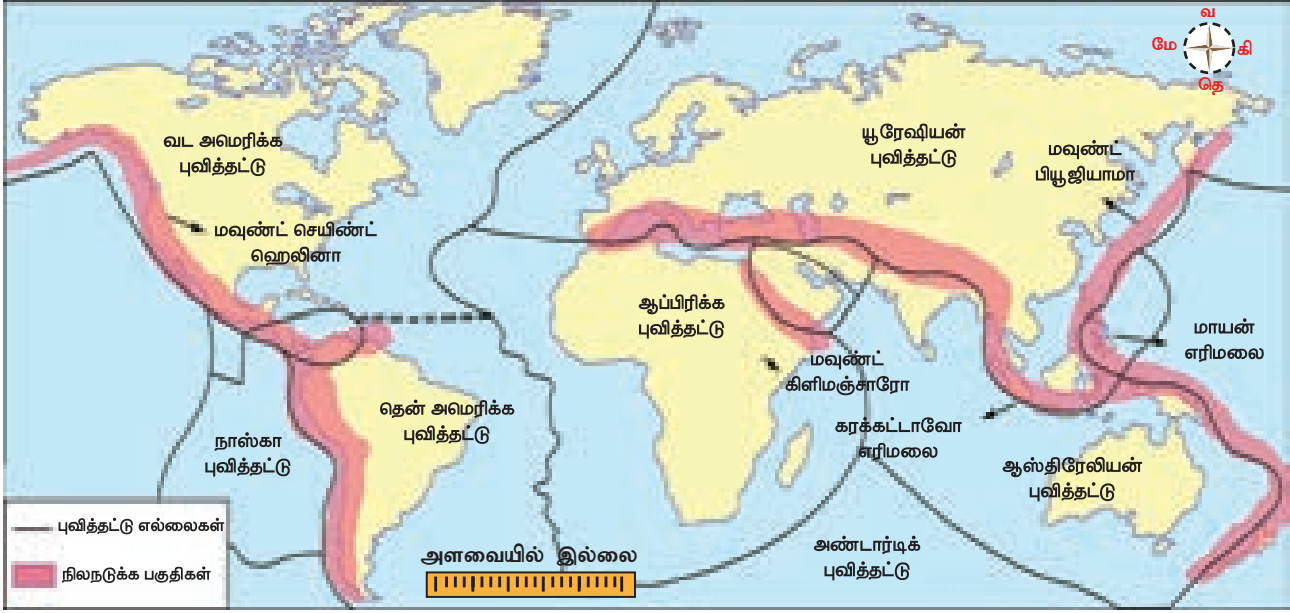 வ
மே
கி
தெ
வட அமெரிக்க
புவித்தட்டு
யூரேஷியன்
புவித்தட்டு
மவுண்ட்
பியூஜியாமா
மவுண்ட் செயிண்ட்
ஹெலினா
ஆப்பிரிக்க
புவித்தட்டு
மாயன்
எரிமலை
மவுண்ட்
கிளிமஞ்சாரோ
தென் அமெரிக்க
புவித்தட்டு
கரக்கட்டாவோ
எரிமலை
நாஸ்கா
புவித்தட்டு
ஆஸ்திரேலியன்
புவித்தட்டு
புவித்தட்டு எல்லைகள்
நிலநடுக்க பகுதிகள்
அளவையில் இல்லை
அண்டார்டிக்
புவித்தட்டு